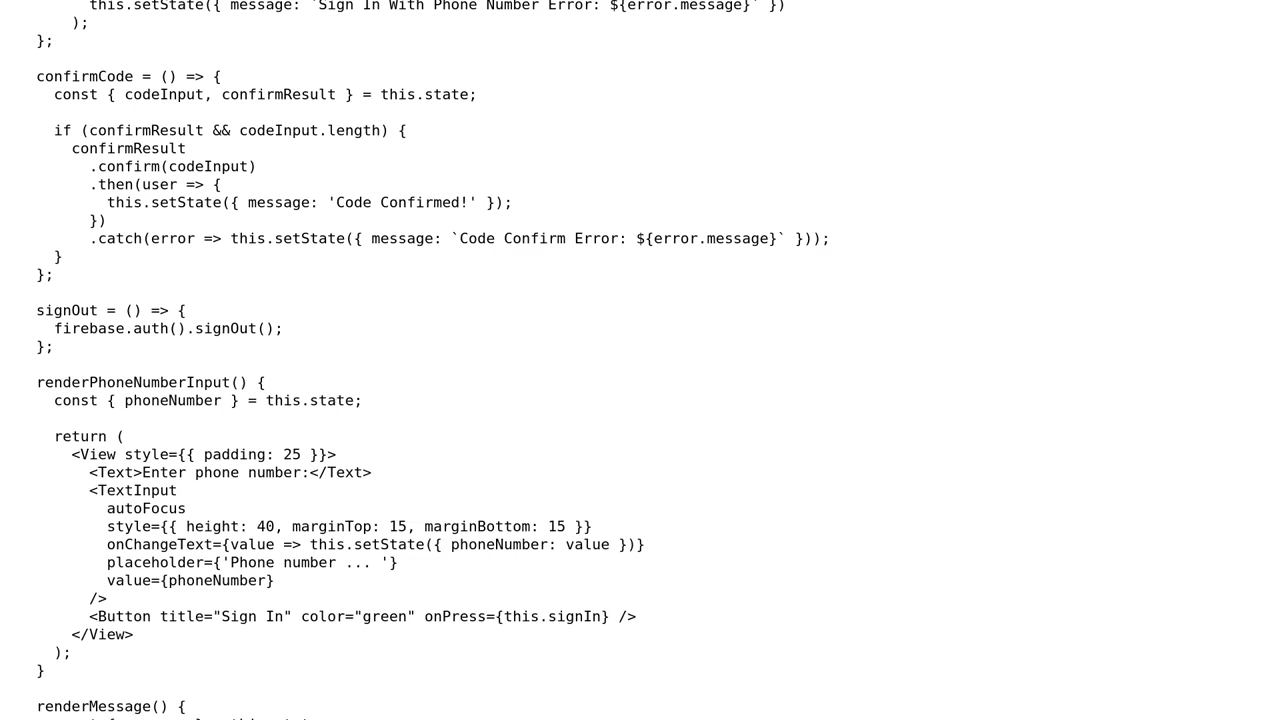 this.setState({ message: `Sign In With Phone Number Error: ${error.message}` })
    );
};

confirmCode = () => {
  const { codeInput, confirmResult } = this.state;

  if (confirmResult && codeInput.length) {
    confirmResult
      .confirm(codeInput)
      .then(user => {
        this.setState({ message: 'Code Confirmed!' });
      })
      .catch(error => this.setState({ message: `Code Confirm Error: ${error.message}` }));
  }
};

signOut = () => {
  firebase.auth().signOut();
};

renderPhoneNumberInput() {
  const { phoneNumber } = this.state;

  return (
    <View style={{ padding: 25 }}>
      <Text>Enter phone number:</Text>
      <TextInput
        autoFocus
        style={{ height: 40, marginTop: 15, marginBottom: 15 }}
        onChangeText={value => this.setState({ phoneNumber: value })}
        placeholder={'Phone number ... '}
        value={phoneNumber}
      />
      <Button title="Sign In" color="green" onPress={this.signIn} />
    </View>
  );
}

renderMessage() {